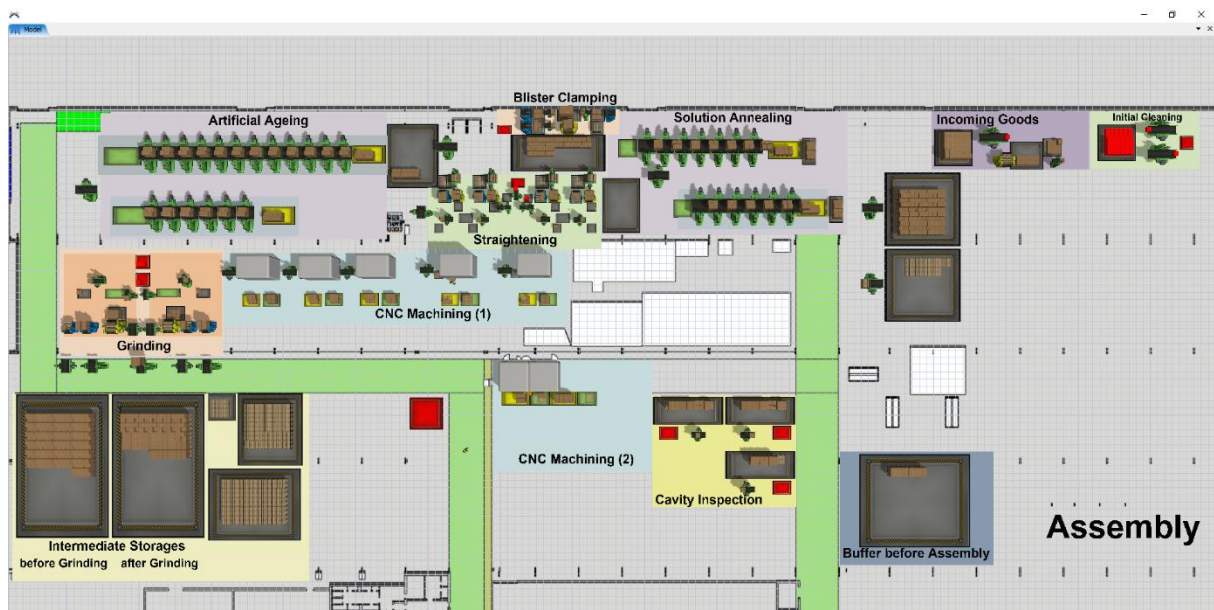 Model
Blister Clamping
Artificial Ageing
Solution Annealing
Incoming Goods
Initial Cleaning
Straightening
CNC Machining (1)
Grinding
CNC Machining (2)
Cavity Inspection
Intermediate Storages
before Grinding
after Grinding
Buffer before Assembly
Assembly